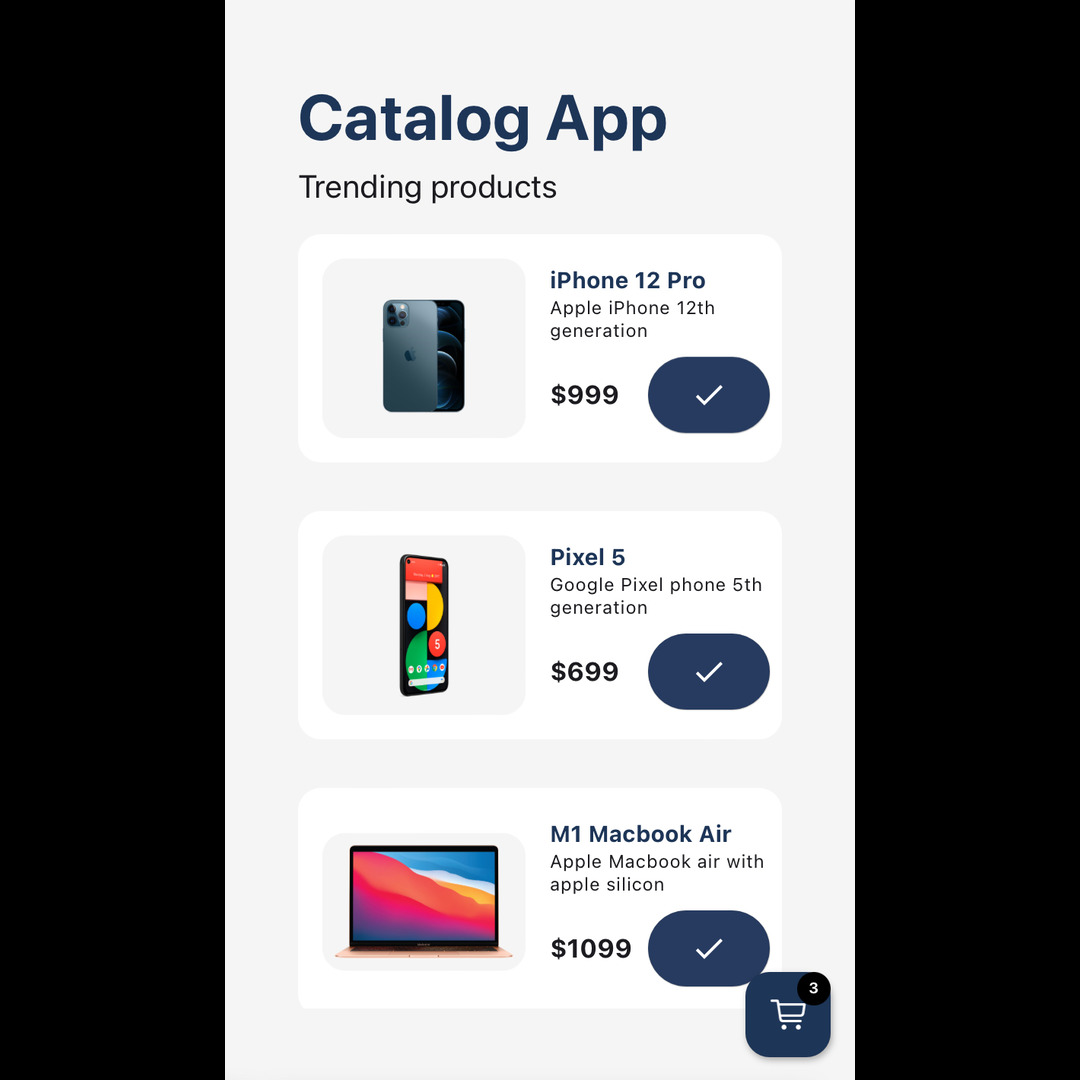 Catalog App
Trending products
iPhone 12 Pro
Apple iPhone 12th
generation
$999
Pixel 5
Google Pixel phone 5th
generation
5
$699
M1 Macbook Air
Apple Macbook air with
apple silicon
$1099
3